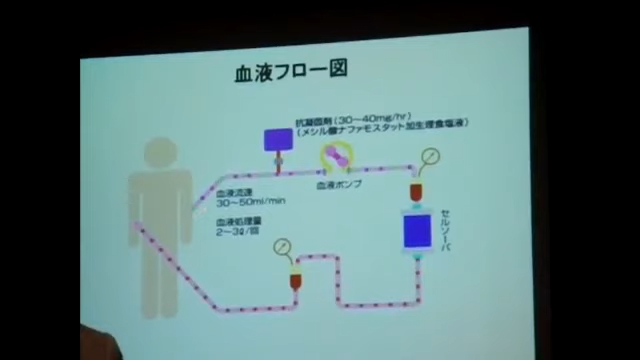 血液フロー図
抗凝固剤(30～40mg/hr)
(メシル酸ナファモスタット加生理食塩液)
血液ポンプ
血液流速
30～50ml/min
血液処理量
2～3ℓ/回
セルソーバ